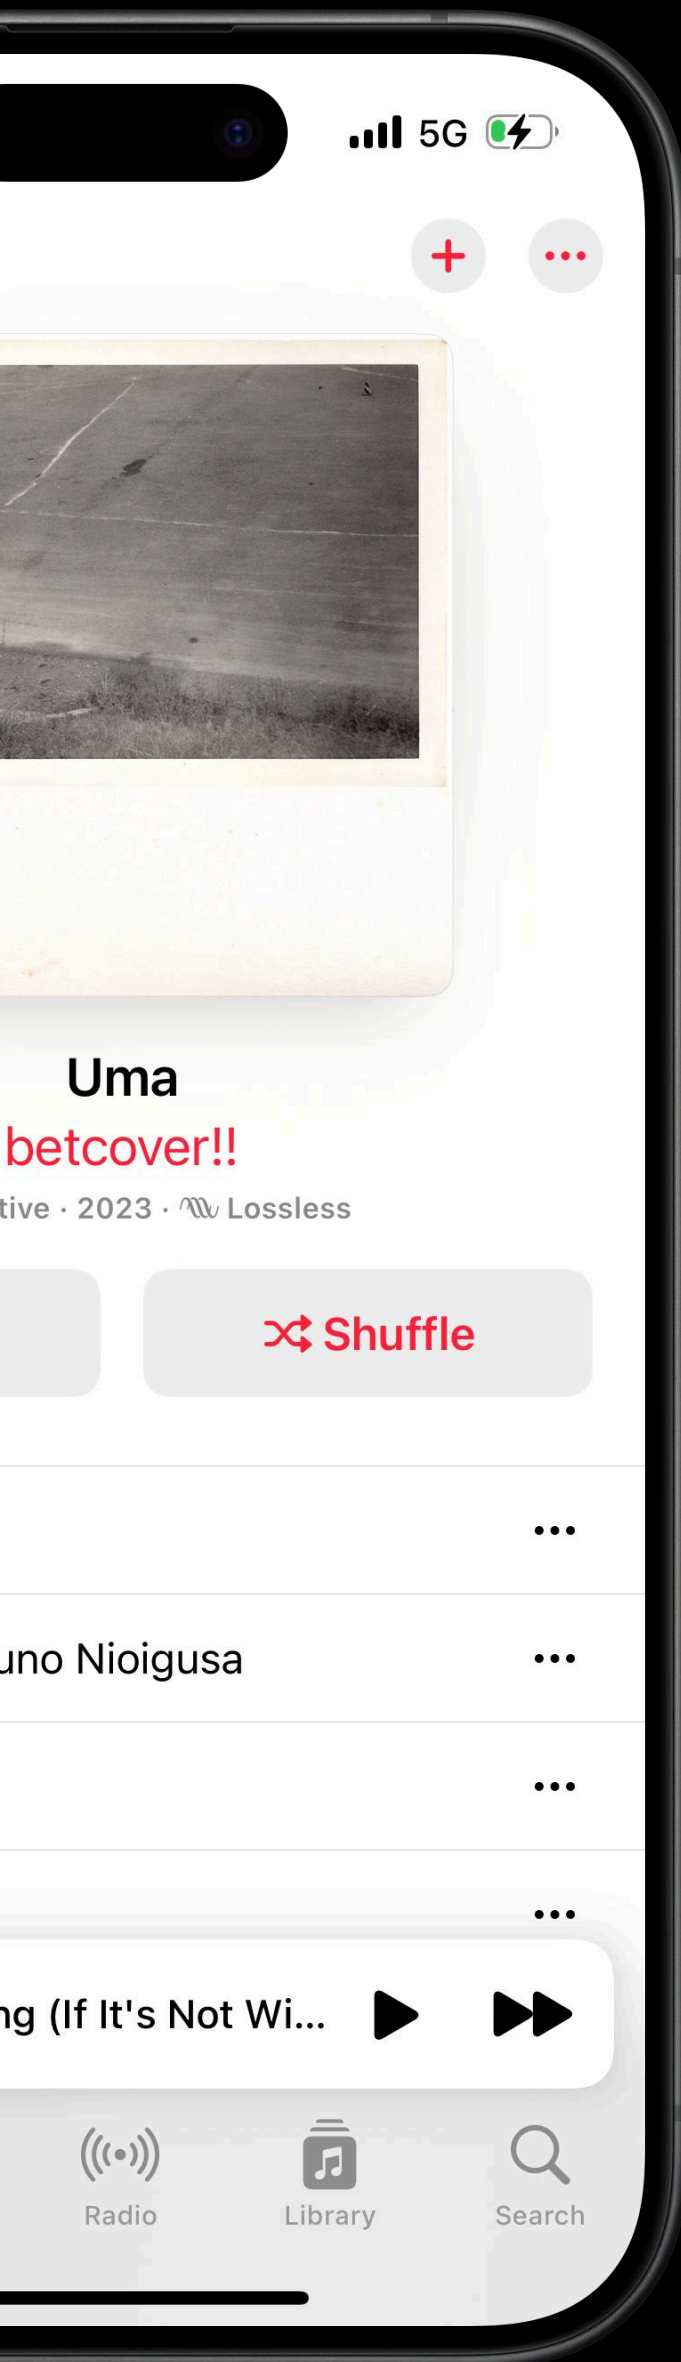 5G
Uma
betcover!!
tive · 2023 · Lossless
Shuffle
uno Nioigusa
ng (If It's Not Wi...
Radio
Library
Search